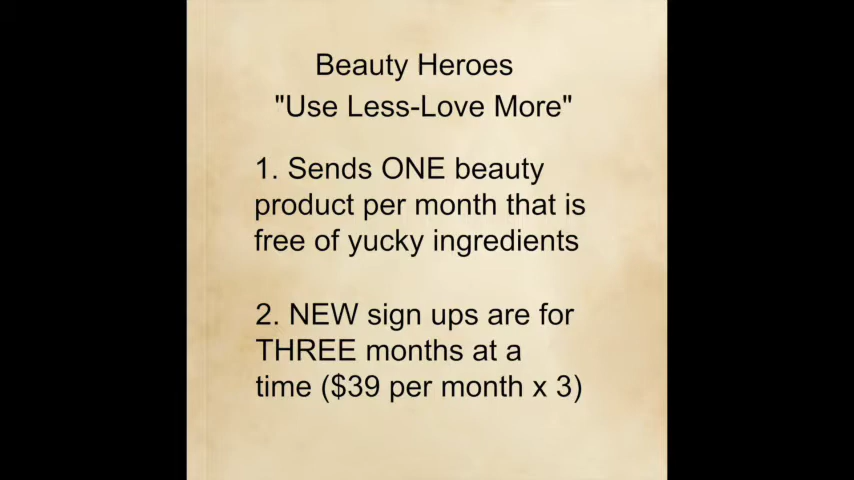 Beauty Heroes
"Use Less-Love More"
1. Sends ONE beauty
product per month that is
free of yucky ingredients
2. NEW sign ups are for
THREE months at a
time ($39 per month x 3)